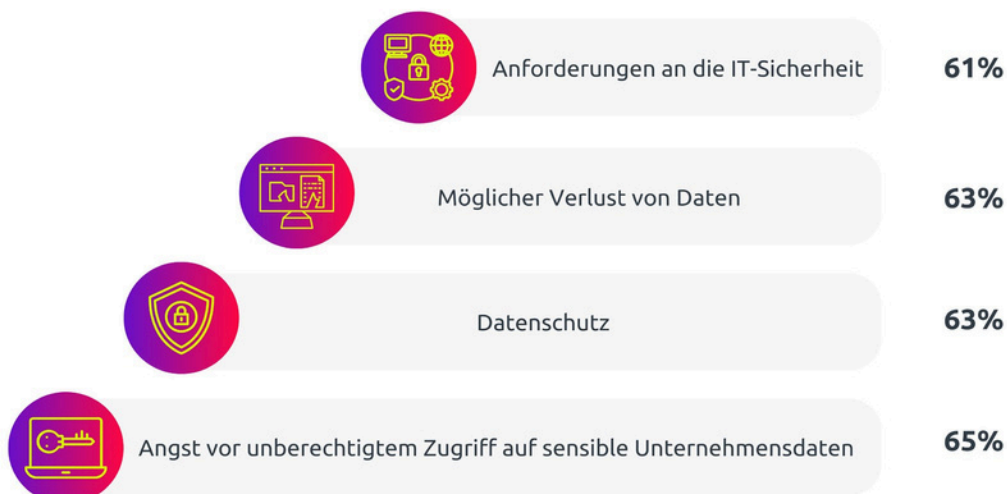 Anforderungen an die IT-Sicherheit 61%
Möglicher Verlust von Daten 63%
Datenschutz 63%
Angst vor unberechtigtem Zugriff auf sensible Unternehmensdaten 65%